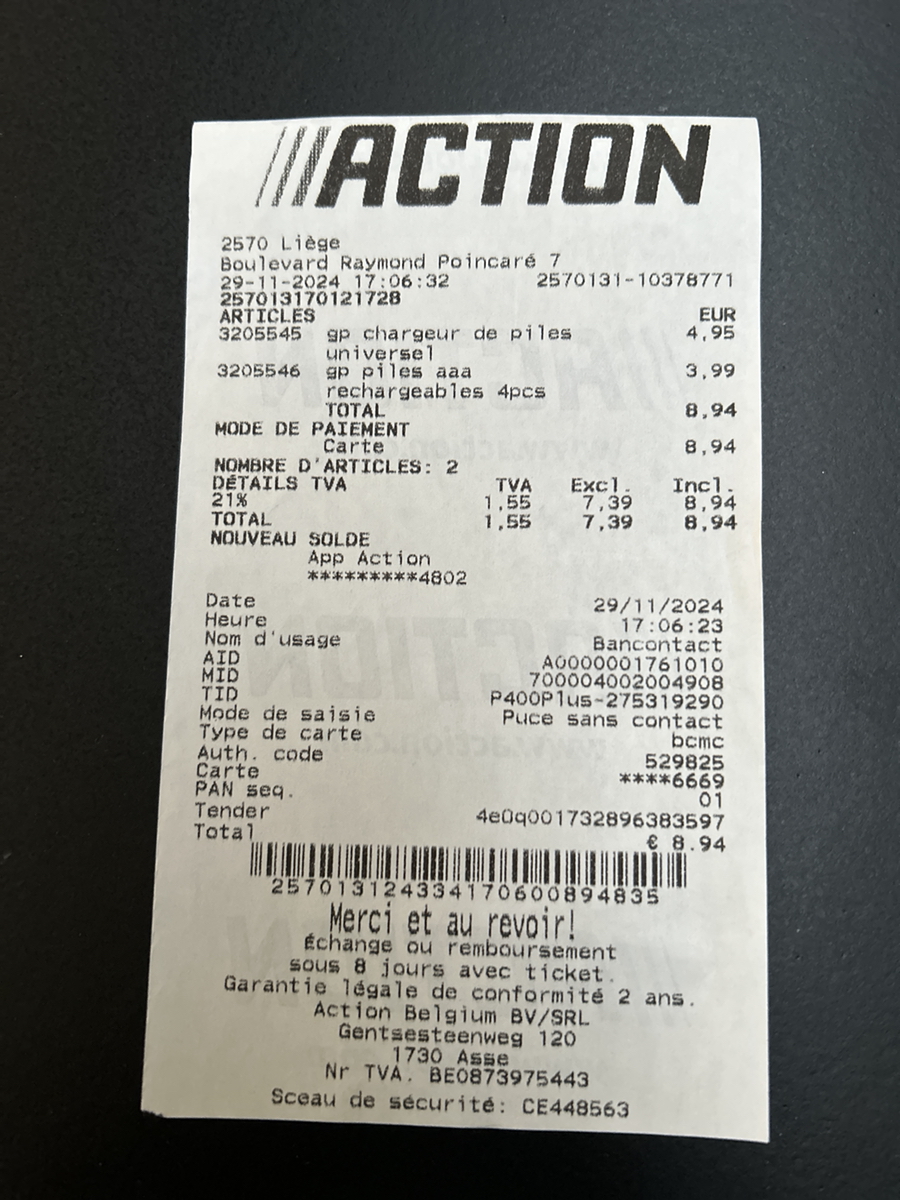 ACTION
2570 Liège
Boulevard Raymond Poincaré 7
29-11-2024 17:06:32 2570131-10378771
257013170121728
ARTICLES EUR
3205545 gp chargeur de piles 4,95
universel
3205546 gp piles aaa 3,99
rechargeables 4pcs
TOTAL 8,94
MODE DE PAIEMENT
Carte 8,94
NOMBRE D'ARTICLES: 2
DÉTAILS TVA TVA Excl. Incl.
21% 1,55 7,39 8,94
TOTAL 1,55 7,39 8,94
NOUVEAU SOLDE
App Action
*********4802
Date 29/11/2024
Heure 17:06:23
Nom d'usage Bancontact
AID A0000001761010
MID 700004002004908
TID P400Plus-275319290
Mode de saisie Puce sans contact
Type de carte bcmc
Auth. code 529825
Carte ****6669
PAN seq. 01
Tender 4e0q001732896383597
Total € 8.94
2570131243341706008​94835
Merci et au revoir!
Échange ou remboursement
sous 8 jours avec ticket.
Garantie légale de conformité 2 ans.
Action Belgium BV/SRL
Gentsesteenweg 120
1730 Asse
Nr TVA. BE0873975443
Sceau de sécurité: CE448563